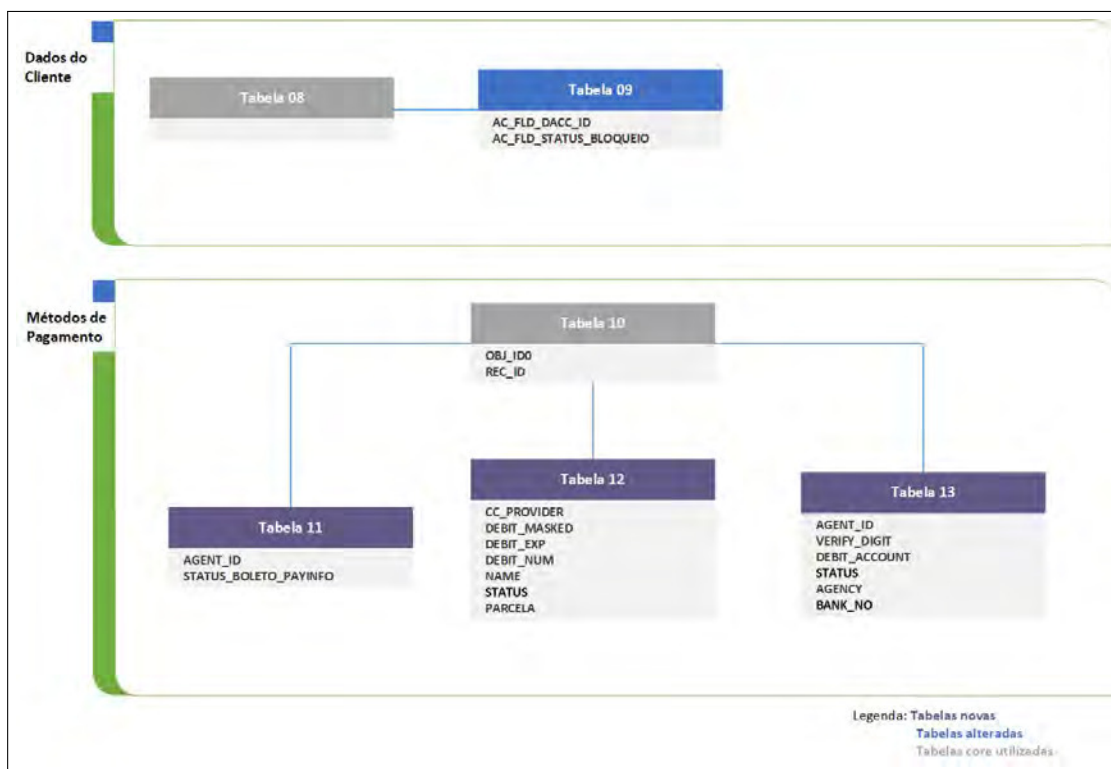 Dados do
Cliente
Tabela 08
Tabela 09
AC_FLD_DACC_ID
AC_FLD_STATUS_BLOQUEIO
Métodos de
Pagamento
Tabela 10
OBJ_ID0
REC_ID
Tabela 11
AGENT_ID
STATUS_BOLETO_PAYINFO
Tabela 12
CC_PROVIDER
DEBIT_MASKED
DEBIT_EXP
DEBIT_NUM
NAME
STATUS
PARCELA
Tabela 13
AGENT_ID
VERIFY_DIGIT
DEBIT_ACCOUNT
STATUS
AGENCY
BANK_NO
Legenda: Tabelas novas
Tabelas alteradas
Tabelas core utilizadas